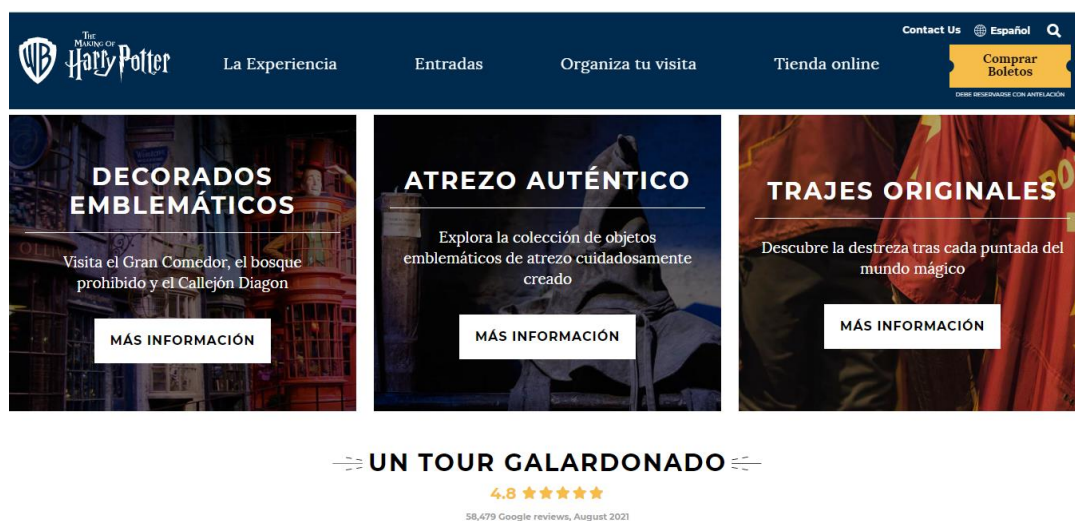 Contact Us Español
WB
The
Making of
Harry Potter
La Experiencia Entradas Organiza tu visita Tienda online
Comprar
Boletos
DEBE RESERVARSE CON ANTELACIÓN
DECORADOS
EMBLEMÁTICOS
Visita el Gran Comedor, el bosque
prohibido y el Callejón Diagon
MÁS INFORMACIÓN
ATREZO AUTÉNTICO
Explora la colección de objetos
emblemáticos de atrezo cuidadosamente
creado
MÁS INFORMACIÓN
TRAJES ORIGINALES
Descubre la destreza tras cada puntada del
mundo mágico
MÁS INFORMACIÓN
UN TOUR GALARDONADO
4.8
58,479 Google reviews, August 2021